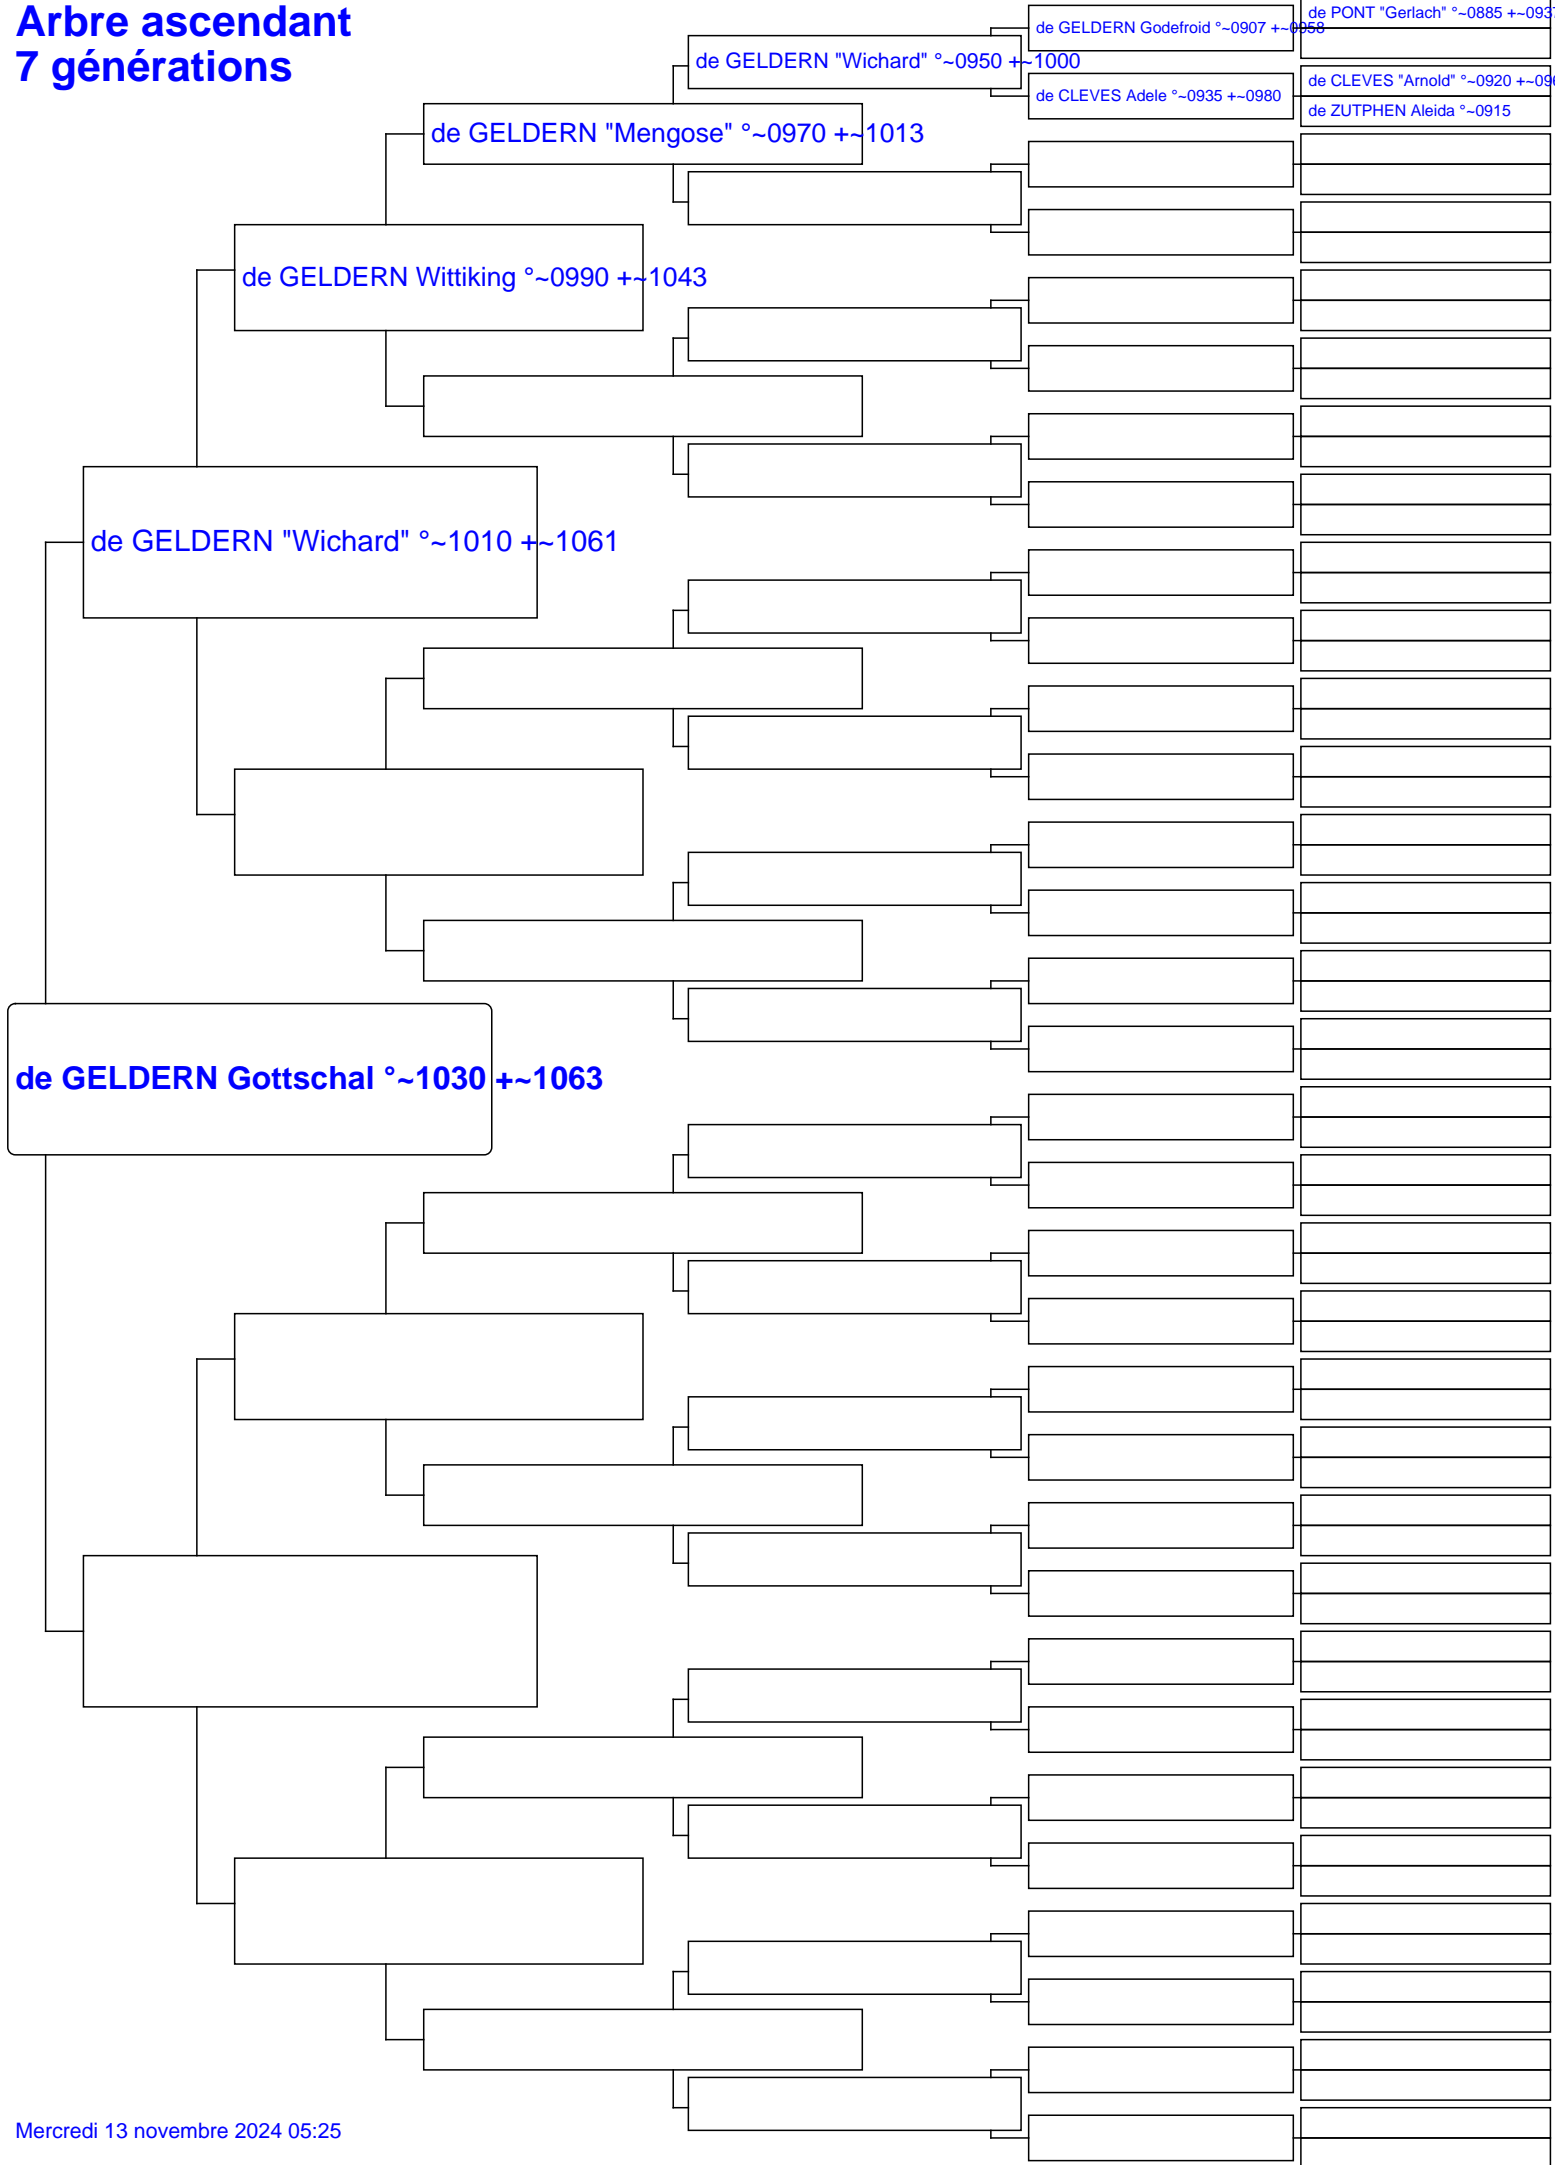 Arbre ascendant
7 générations
de PONT "Gerlach" °~0885 +~0937
de GELDERN Godefroid °~0907 +~0958
de GELDERN "Wichard" °~0950 +~1000
de CLEVES "Arnold" °~0920 +~096
de CLEVES Adele °~0935 +~0980
de ZUTPHEN Aleida °~0915
de GELDERN "Mengose" °~0970 +~1013
de GELDERN Wittiking °~0990 +~1043
de GELDERN "Wichard" °~1010 +~1061
de GELDERN Gottschal °~1030 +~1063
Mercredi 13 novembre 2024 05:25